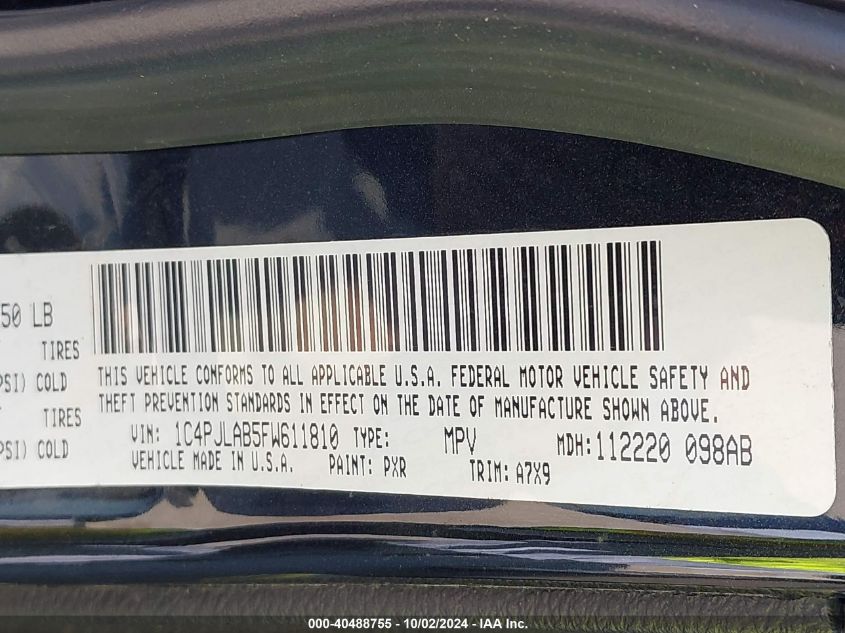 50 LB
TIRES
PSI) COLD
TIRES
PSI) COLD
THIS VEHICLE CONFORMS TO ALL APPLICABLE U.S.A. FEDERAL MOTOR VEHICLE SAFETY AND
THEFT PREVENTION STANDARDS IN EFFECT ON THE DATE OF MANUFACTURE SHOWN ABOVE.
VIN: 1C4PJLAB5FW611810 TYPE: MPV MDH:112220 098AB
VEHICLE MADE IN U.S.A. PAINT: PXR TRIM: A7X9
000-40488755 - 10/02/2024 - IAA Inc.